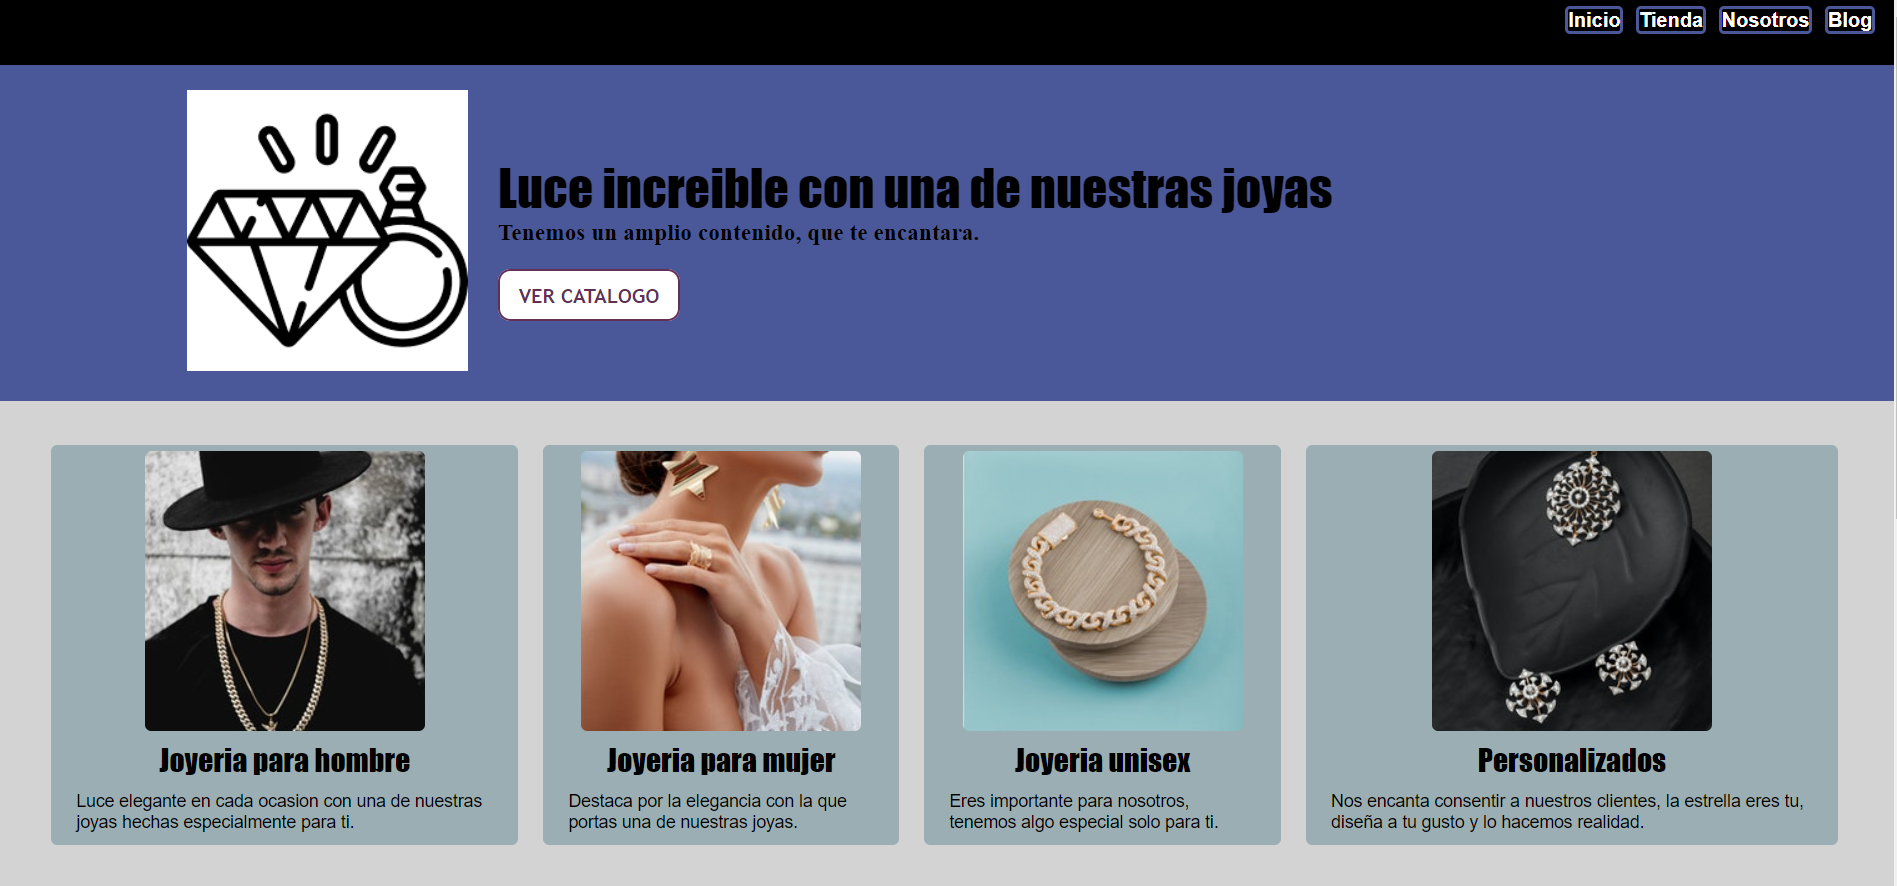 Inicio Tienda Nosotros Blog
Luce increible con una de nuestras joyas
Tenemos un amplio contenido, que te encantara.
VER CATALOGO
Joyeria para hombre
Luce elegante en cada ocasion con una de nuestras
joyas hechas especialmente para ti.
Joyeria para mujer
Destaca por la elegancia con la que
portas una de nuestras joyas.
Joyeria unisex
Eres importante para nosotros,
tenemos algo especial solo para ti.
Personalizados
Nos encanta consentir a nuestros clientes, la estrella eres tu,
diseña a tu gusto y lo hacemos realidad.